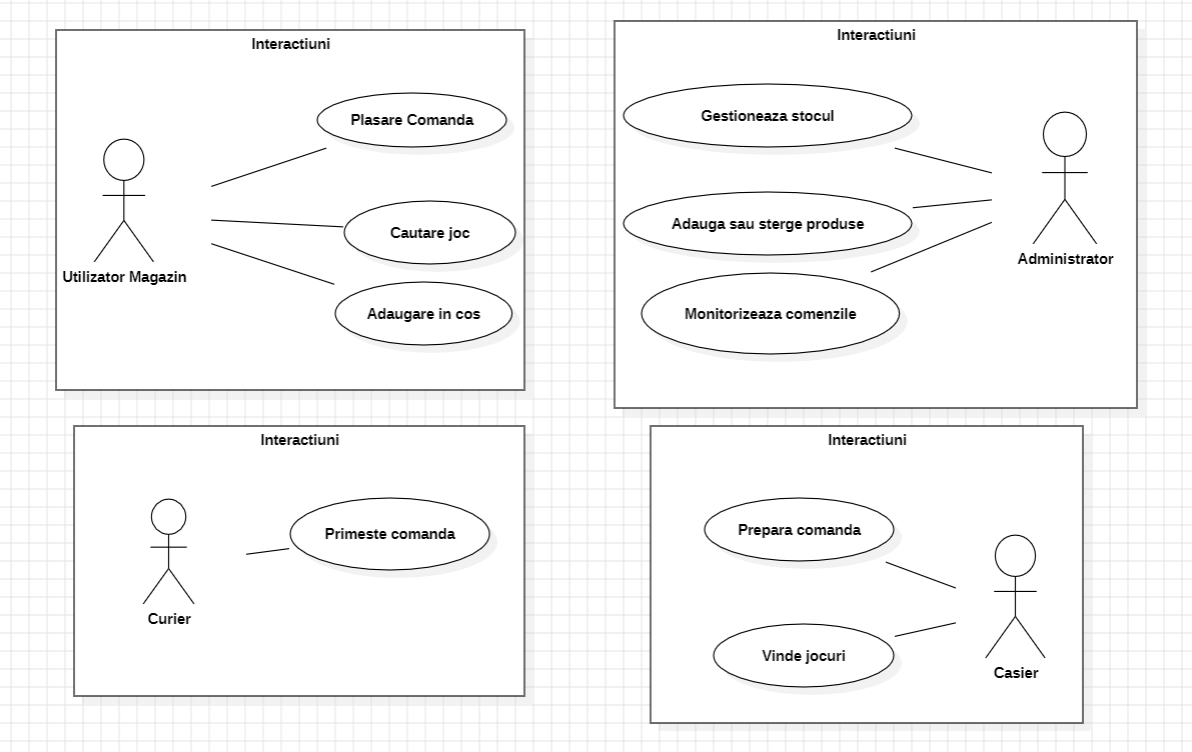 Interactiuni
Plasare Comanda
Cautare joc
Adaugare in cos
Utilizator Magazin
Interactiuni
Gestioneaza stocul
Adauga sau sterge produse
Monitorizeaza comenzile
Administrator
Interactiuni
Primeste comanda
Curier
Interactiuni
Prepara comanda
Vinde jocuri
Casier